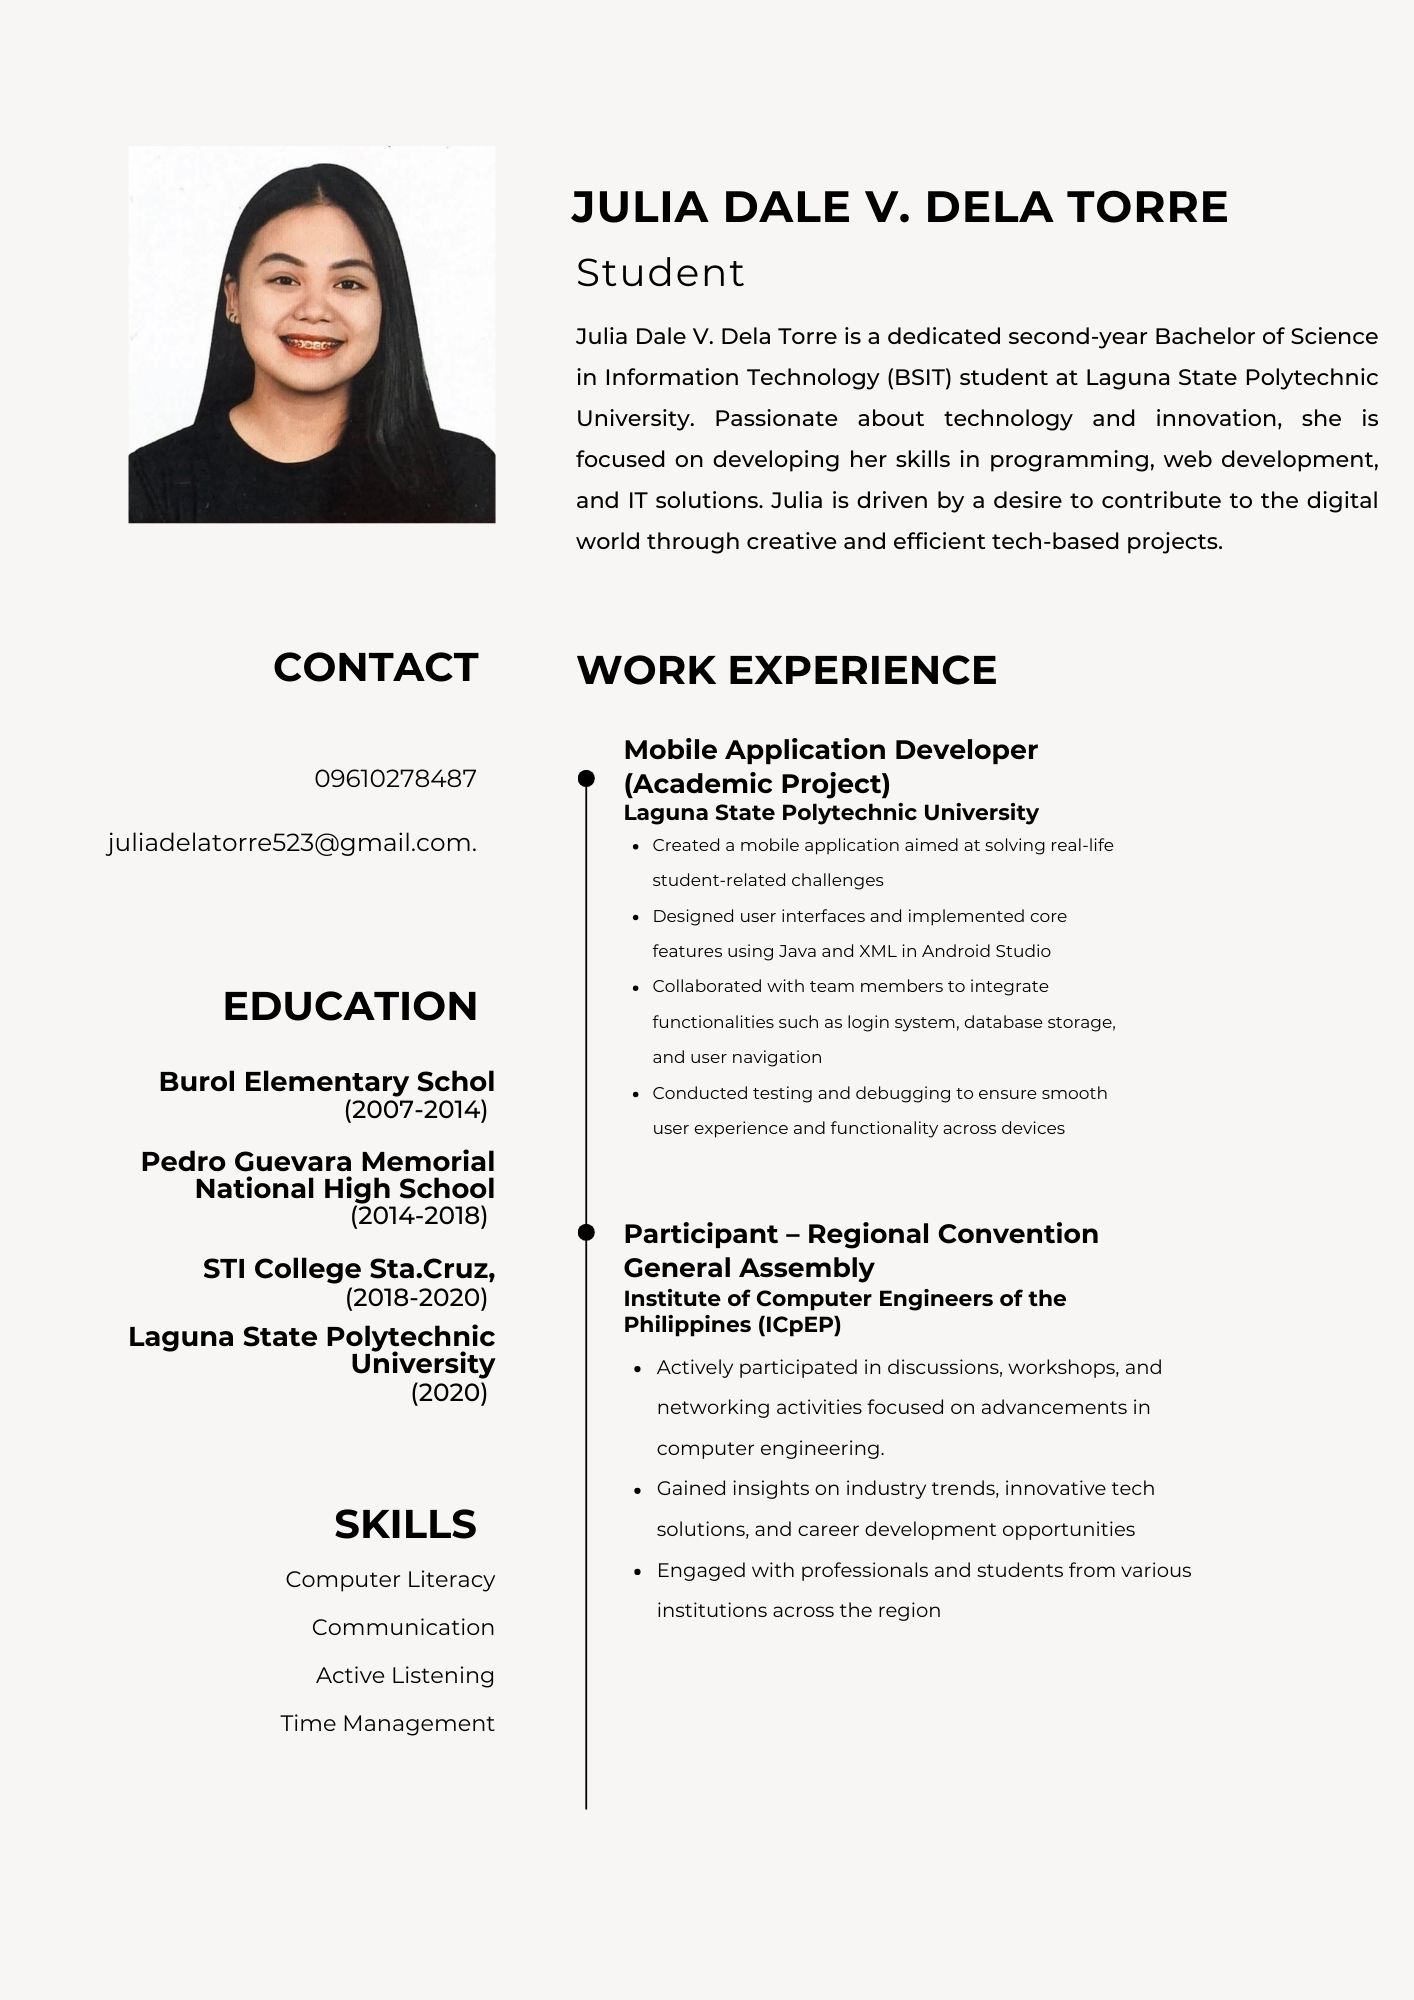 JULIA DALE V. DELA TORRE
Student
Julia Dale V. Dela Torre is a dedicated second-year Bachelor of Science
in Information Technology (BSIT) student at Laguna State Polytechnic
University. Passionate about technology and innovation, she is
focused on developing her skills in programming, web development,
and IT solutions. Julia is driven by a desire to contribute to the digital
world through creative and efficient tech-based projects.
CONTACT
09610278487
juliadelatorre523@gmail.com.
EDUCATION
Burol Elementary Schol
(2007-2014)
Pedro Guevara Memorial
National High School
(2014-2018)
STI College Sta.Cruz,
(2018-2020)
Laguna State Polytechnic
University
(2020)
SKILLS
Computer Literacy
Communication
Active Listening
Time Management
WORK EXPERIENCE
Mobile Application Developer
(Academic Project)
Laguna State Polytechnic University
• Created a mobile application aimed at solving real-life
student-related challenges
• Designed user interfaces and implemented core
features using Java and XML in Android Studio
• Collaborated with team members to integrate
functionalities such as login system, database storage,
and user navigation
• Conducted testing and debugging to ensure smooth
user experience and functionality across devices
Participant – Regional Convention
General Assembly
Institute of Computer Engineers of the
Philippines (ICpEP)
• Actively participated in discussions, workshops, and
networking activities focused on advancements in
computer engineering.
• Gained insights on industry trends, innovative tech
solutions, and career development opportunities
• Engaged with professionals and students from various
institutions across the region